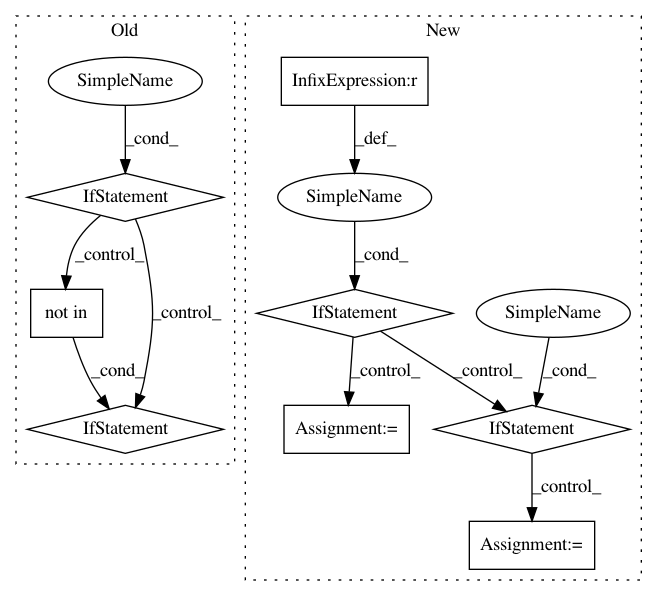 Old
New
SimpleName
InfixExpression:r
_cond_
_def_
IfStatement
SimpleName
_control_
_control_
_cond_
not in
IfStatement
SimpleName
_cond_
_control_
_control_
_cond_
IfStatement
Assignment:=
IfStatement
_control_
Assignment:=